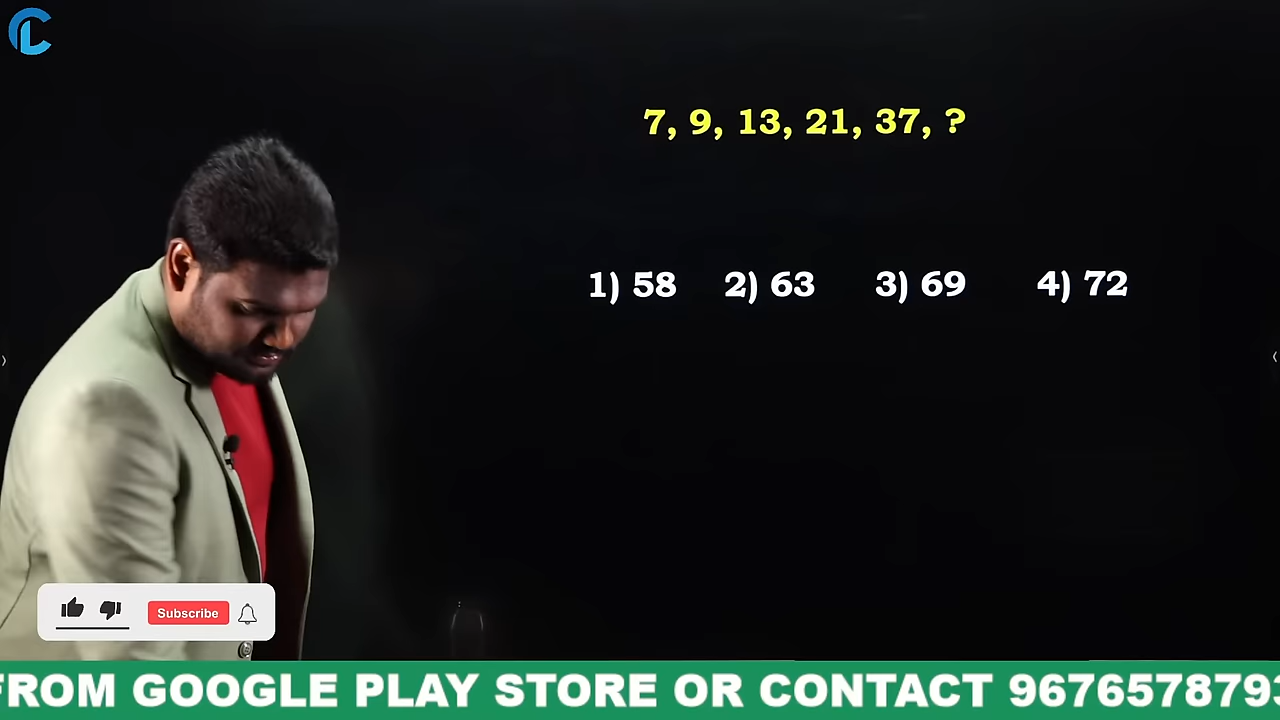 7, 9, 13, 21, 37, ?
1) 58 2) 63 3) 69 4) 72
Subscribe
FROM GOOGLE PLAY STORE OR CONTACT 9676578793